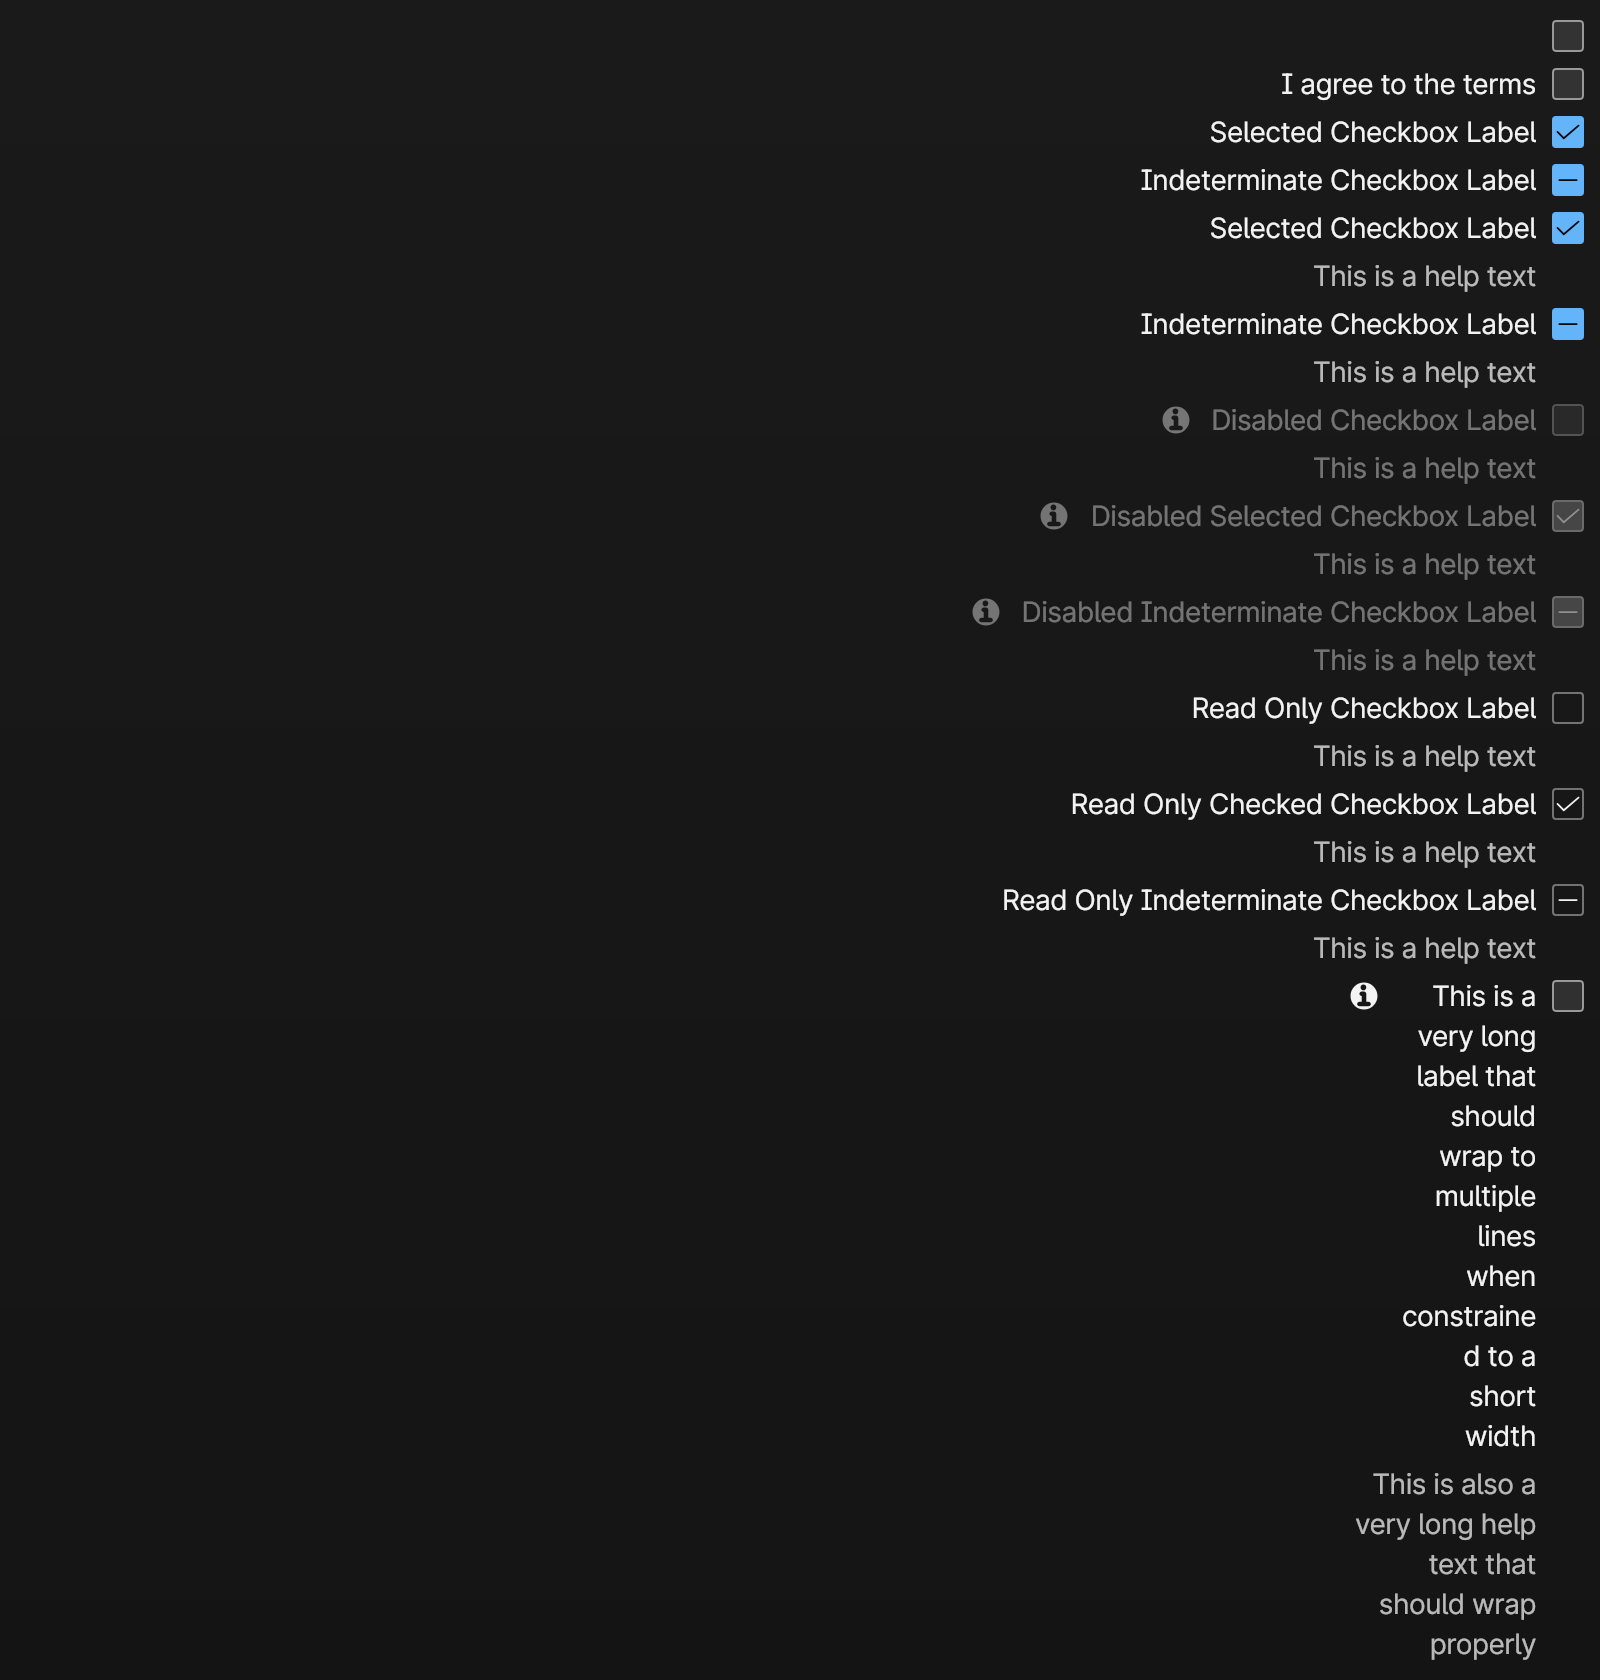 I agree to the terms
Selected Checkbox Label
Indeterminate Checkbox Label
Selected Checkbox Label
This is a help text
Indeterminate Checkbox Label
This is a help text
Disabled Checkbox Label
This is a help text
Disabled Selected Checkbox Label
This is a help text
Disabled Indeterminate Checkbox Label
This is a help text
Read Only Checkbox Label
This is a help text
Read Only Checked Checkbox Label
This is a help text
Read Only Indeterminate Checkbox Label
This is a help text
This is a
very long
label that
should
wrap to
multiple
lines
when
constraine
d to a
short
width
This is also a
very long help
text that
should wrap
properly